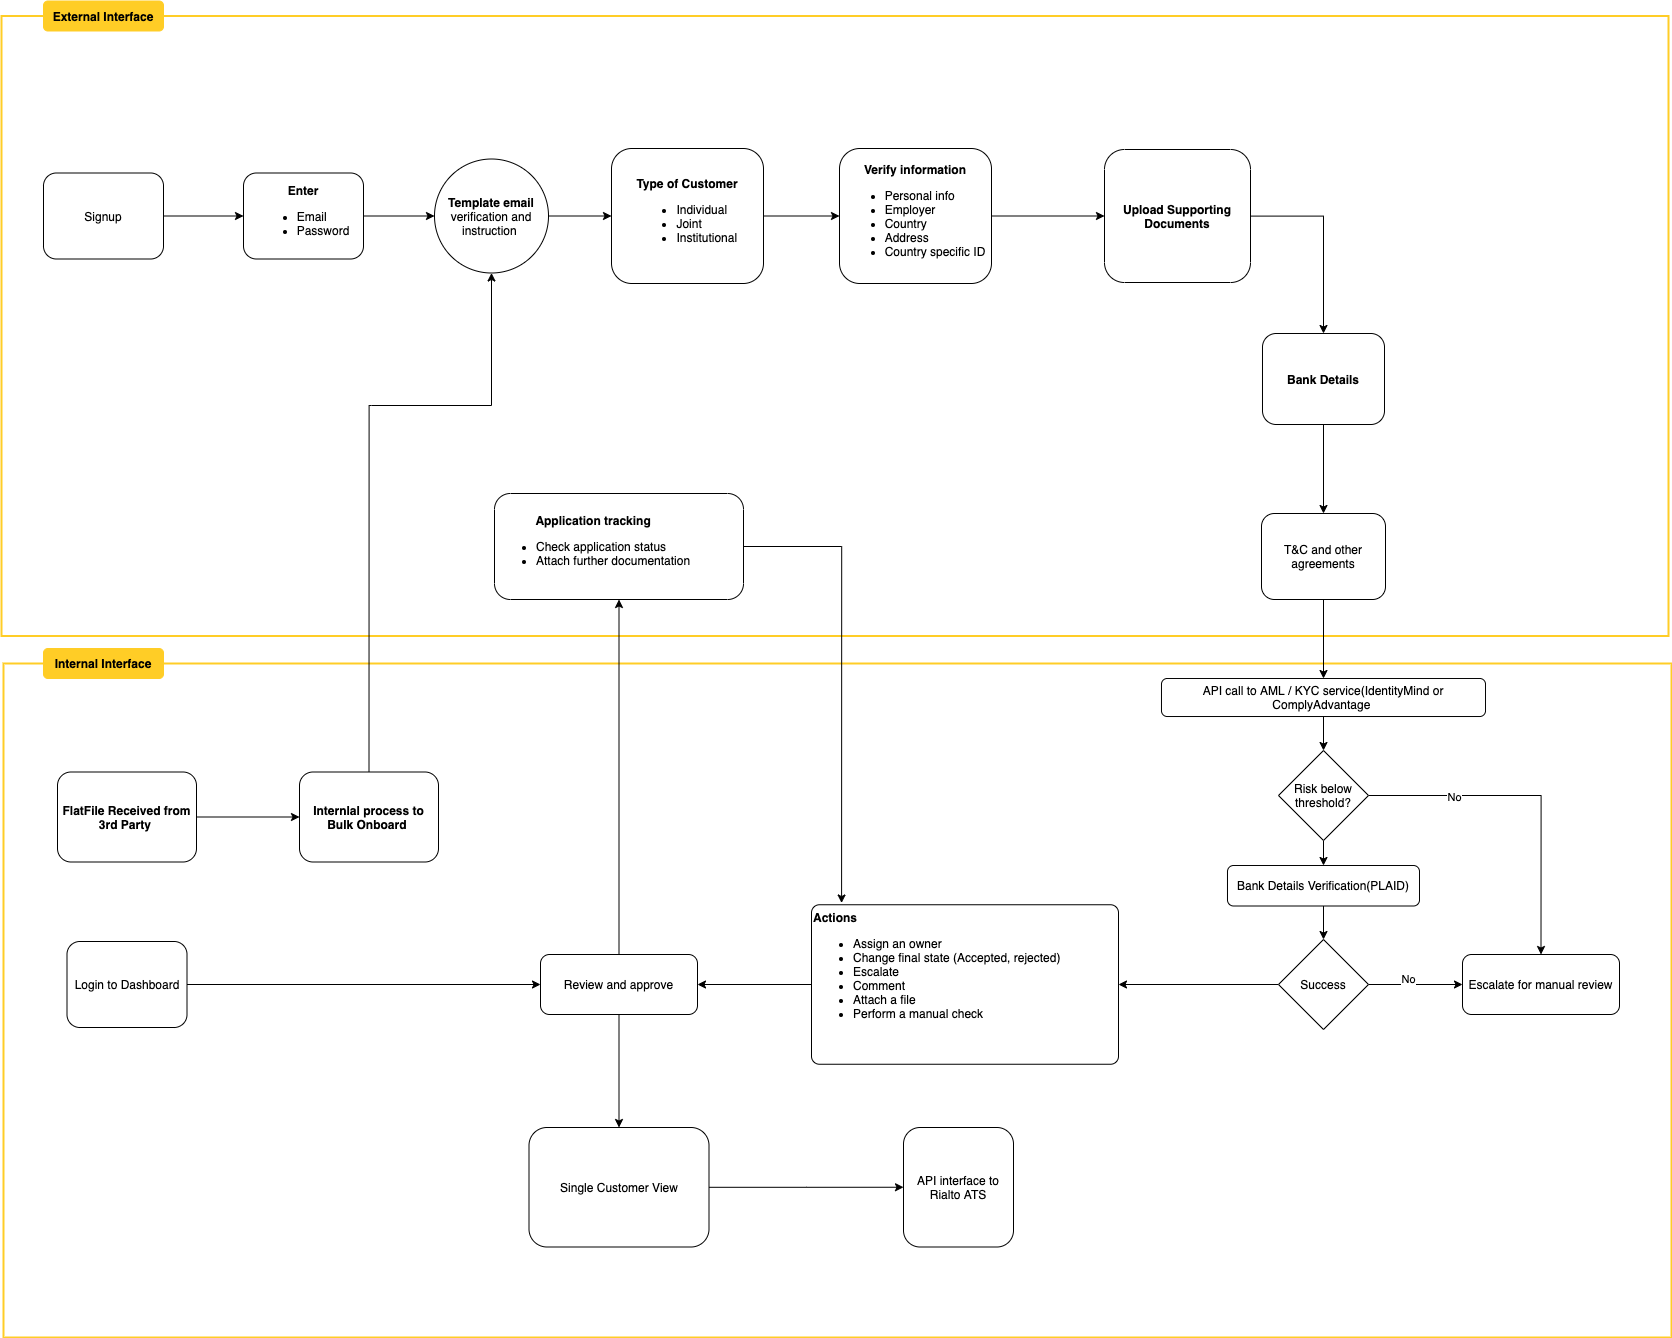 External Interface
Signup
Enter
Email
Password
Template email
verification and
instruction
Type of Customer
Individual
Joint
Institutional
Verify information
Personal info
Employer
Country
Address
Country specific ID
Upload Supporting
Documents
Bank Details
Application tracking
Check application status
Attach further documentation
T&C and other
agreements
Internal Interface
API call to AML / KYC service(IdentityMind or
ComplyAdvantage
Risk below
threshold?
No
FlatFile Received from
3rd Party
Internlal process to
Bulk Onboard
Bank Details Verification(PLAID)
Actions
Assign an owner
Change final state (Accepted, rejected)
Escalate
Comment
Attach a file
Perform a manual check
Login to Dashboard
Review and approve
Success
No
Escalate for manual review
Single Customer View
API interface to
Rialto ATS